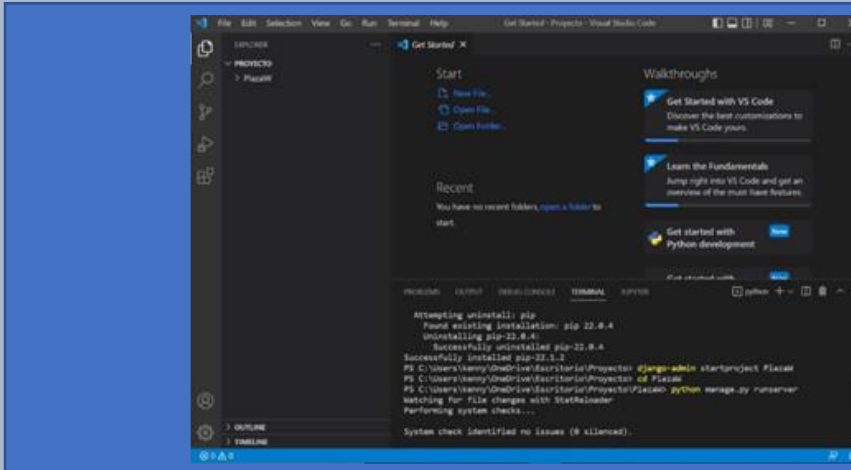 File Edit Selection View Go Run Terminal Help
Get Started - Proyecto - Visual Studio Code
EXPLORER
PROYECTO
PlazaW
OUTLINE
TIMELINE
Get Started
Start
New File...
Open File...
Open Folder...
Recent
You have no recent folders, open a folder to
start.
Walkthroughs
Get Started with VS Code
Discover the best customizations to
make VS Code yours.
Learn the Fundamentals
Jump right into VS Code and get an
overview of the must-have features.
Get started with New
Python development
Get started with New
PROBLEMS OUTPUT DEBUG CONSOLE TERMINAL JUPYTER
python
Attempting uninstall: pip
Found existing installation: pip 22.0.4
Uninstalling pip-22.0.4:
Successfully uninstalled pip-22.0.4
Successfully installed pip-22.1.2
PS C:\Users\kenny\OneDrive\Escritorio\Proyecto> django-admin startproject PlazaW
PS C:\Users\kenny\OneDrive\Escritorio\Proyecto> cd PlazaW
PS C:\Users\kenny\OneDrive\Escritorio\Proyecto\PlazaW> python manage.py runserver
Watching for file changes with StatReloader
Performing system checks...
System check identified no issues (0 silenced).
0 0